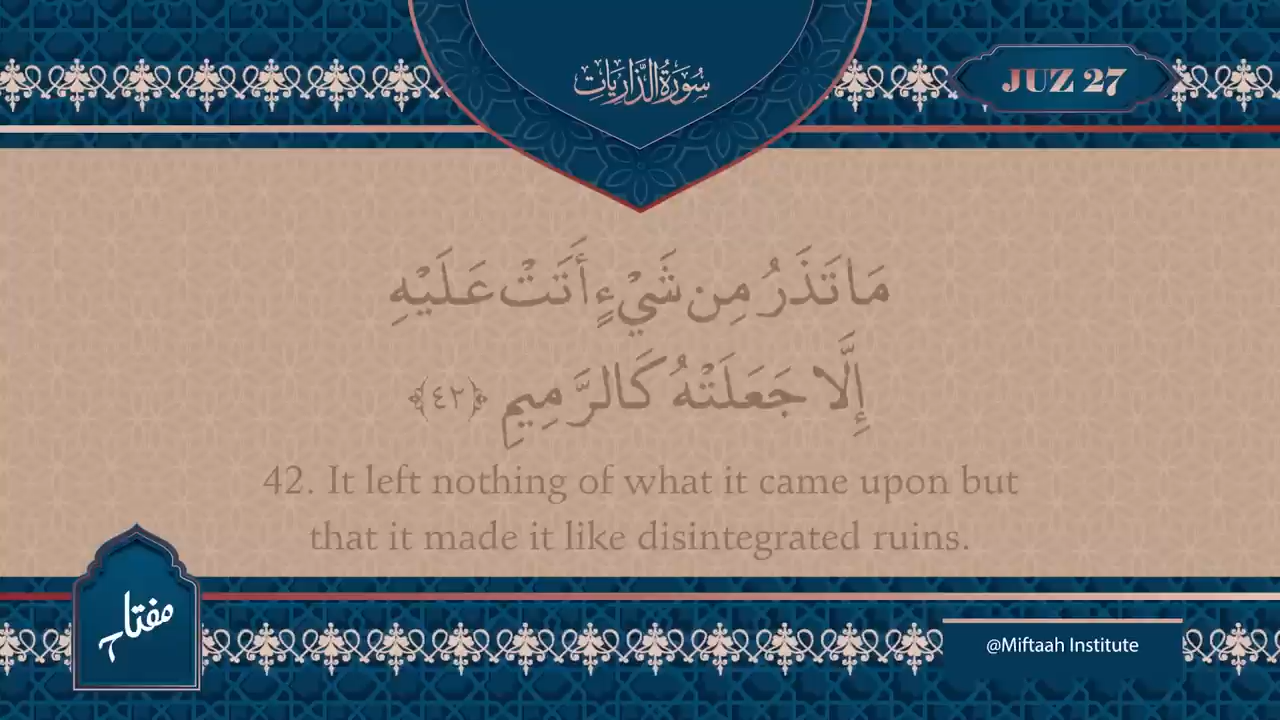 سُورَةُ الذَّارِيَاتِ
JUZ 27
مَا تَذَرُ مِن شَيْءٍ أَتَتْ عَلَيْهِ
إِلَّا جَعَلَتْهُ كَالرَّمِيمِ ﴿٤٢﴾
42. It left nothing of what it came upon but
that it made it like disintegrated ruins.
مفتاح
@Miftaah Institute